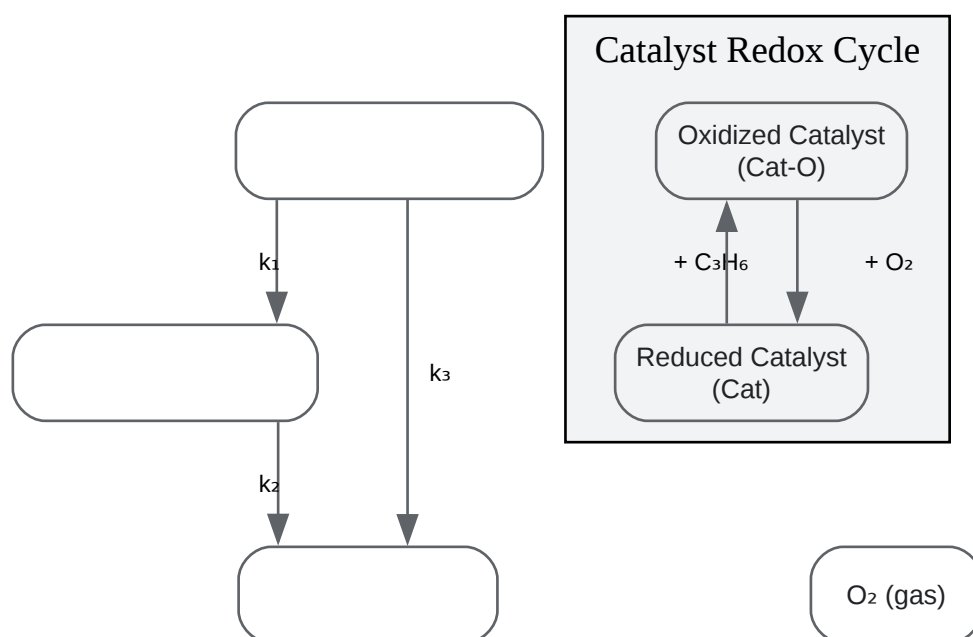 Catalyst Redox Cycle
Oxidized Catalyst
(Cat-O)
k₁
+ C₃H₆
+ O₂
Reduced Catalyst
(Cat)
k₃
k₂
O₂ (gas)